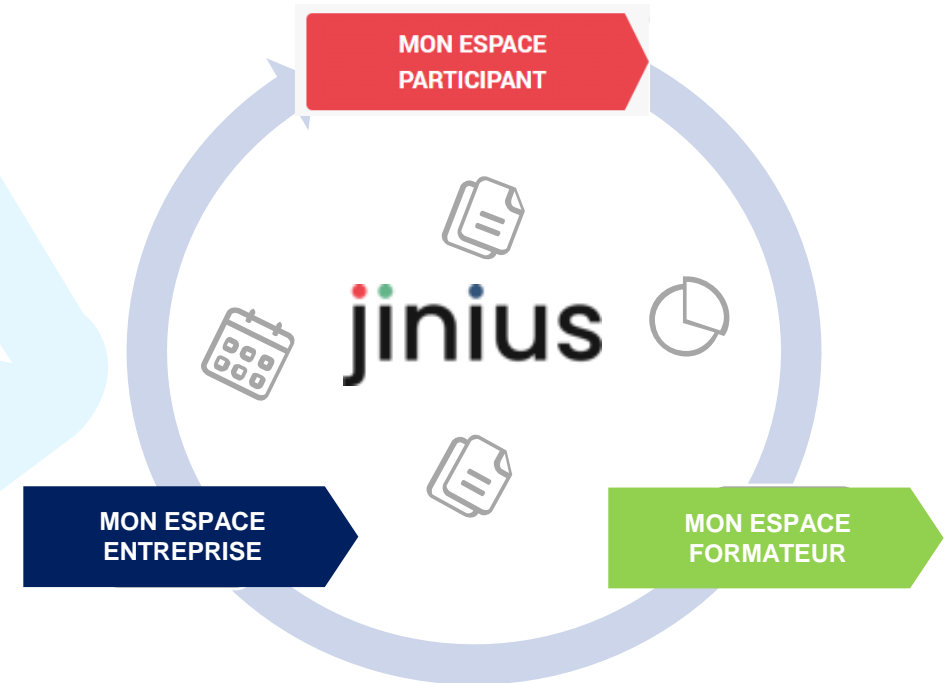 MON ESPACE
PARTICIPANT
jinius
MON ESPACE
ENTREPRISE
MON ESPACE
FORMATEUR